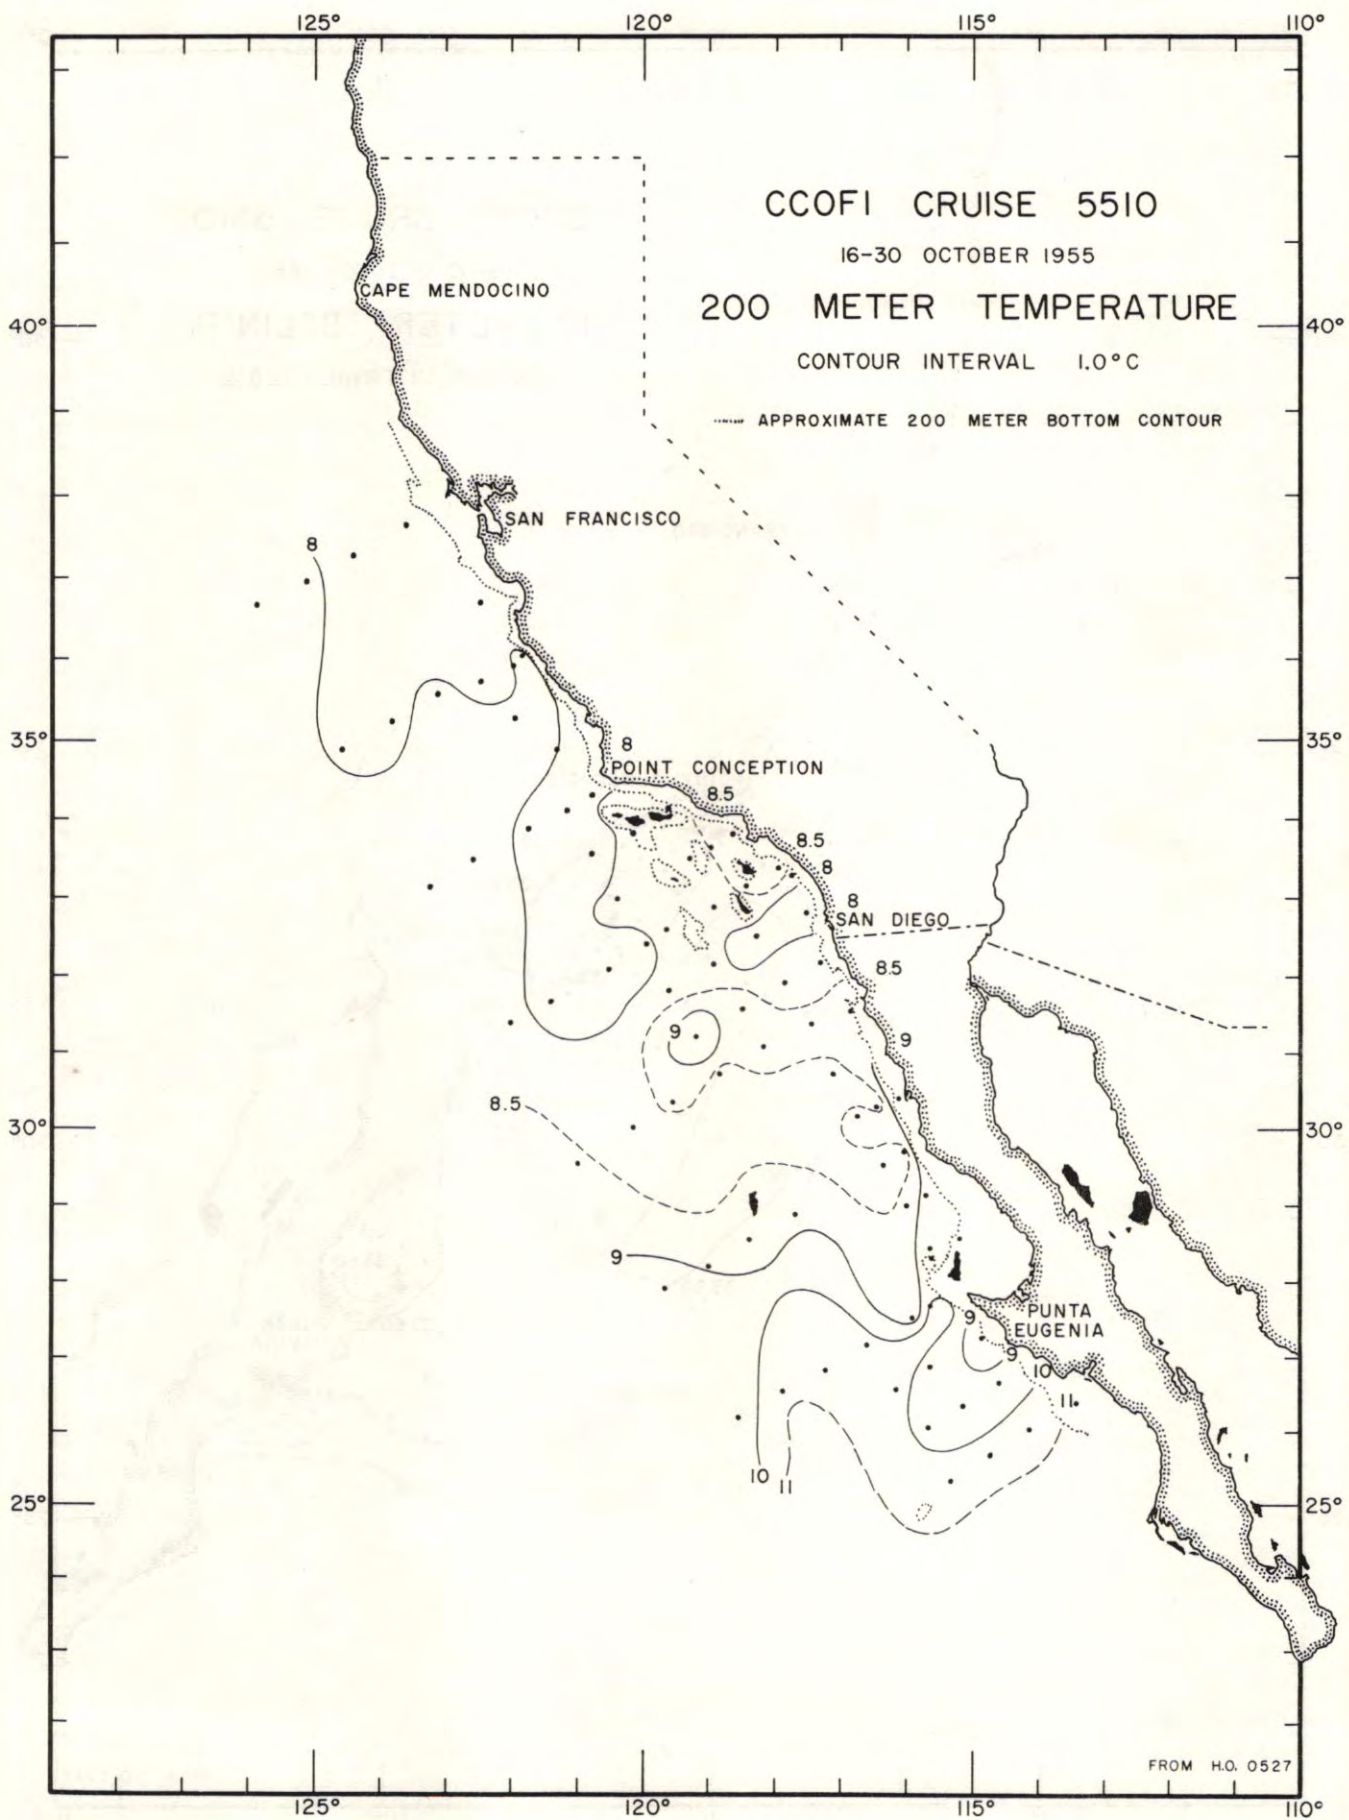 125° 120° 115° 110°
CCOFI CRUISE 5510
16-30 OCTOBER 1955
200 METER TEMPERATURE
CONTOUR INTERVAL 1.0°C
APPROXIMATE 200 METER BOTTOM CONTOUR
CAPE MENDOCINO
40° 40°
SAN FRANCISCO
8
35° 35°
8
POINT CONCEPTION
8.5
8.5
8
8
SAN DIEGO
8.5
9
9
8.5
30° 30°
9
PUNTA
EUGENIA
9
9
10
11
10
11
25° 25°
FROM H.O. 0527
125° 120° 115° 110°